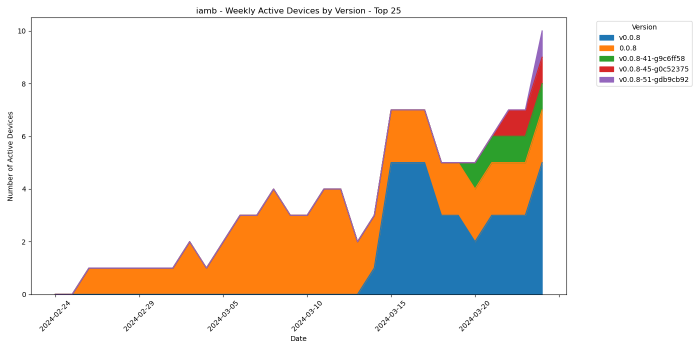 iamb - Weekly Active Devices by Version - Top 25
Version
v0.0.8
0.0.8
v0.0.8-41-g9c6ff58
v0.0.8-45-g0c52375
v0.0.8-51-gdb9cb92
Number of Active Devices
10
8
6
4
2
0
2024-02-24
2024-02-29
2024-03-05
2024-03-10
2024-03-15
2024-03-20
Date